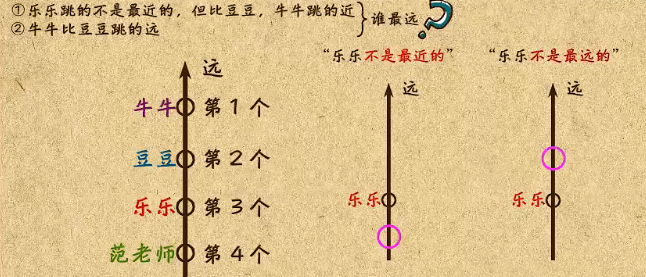 ①乐乐跳的不是最近的，但比豆豆，牛牛跳的近
②牛牛比豆豆跳的远
谁最远？
“乐乐不是最近的”
“乐乐不是最远的”
远
远
远
牛牛 第1个
豆豆 第2个
乐乐 第3个
乐乐
乐乐
范老师 第4个